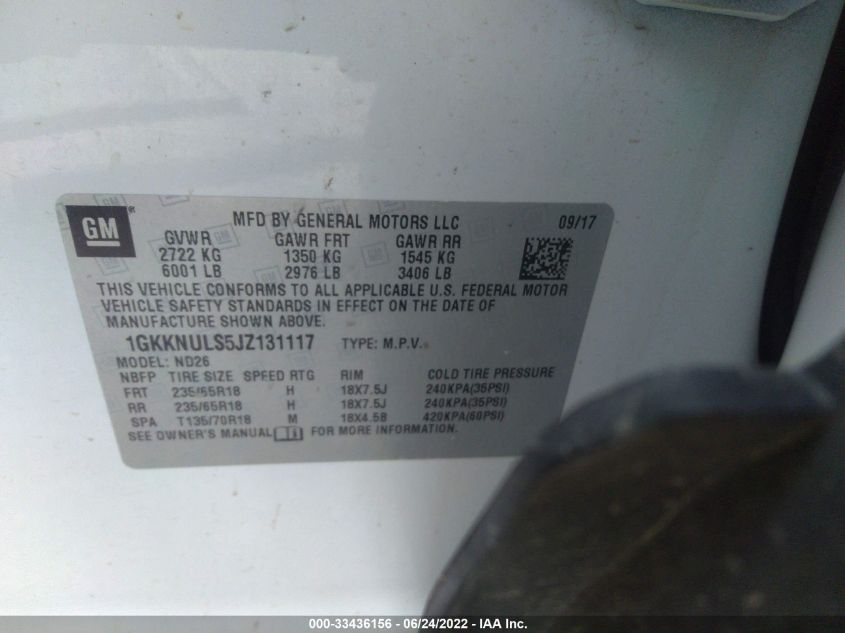 GM
MFD BY GENERAL MOTORS LLC 09/17
GVWR GAWR FRT GAWR RR
2722 KG 1350 KG 1545 KG
6001 LB 2976 LB 3406 LB
THIS VEHICLE CONFORMS TO ALL APPLICABLE U.S. FEDERAL MOTOR
VEHICLE SAFETY STANDARDS IN EFFECT ON THE DATE OF
MANUFACTURE SHOWN ABOVE.
1GKKNULS5JZ131117 TYPE: M.P.V.
MODEL: ND26
NBFP TIRE SIZE SPEED RTG RIM COLD TIRE PRESSURE
FRT 235/65R18 H 18X7.5J 240KPA(35PSI)
RR 235/65R18 H 18X7.5J 240KPA(35PSI)
SPA T135/70R18 M 18X4.5B 420KPA(60PSI)
SEE OWNER'S MANUAL FOR MORE INFORMATION.
000-33436156 - 06/24/2022 - IAA Inc.